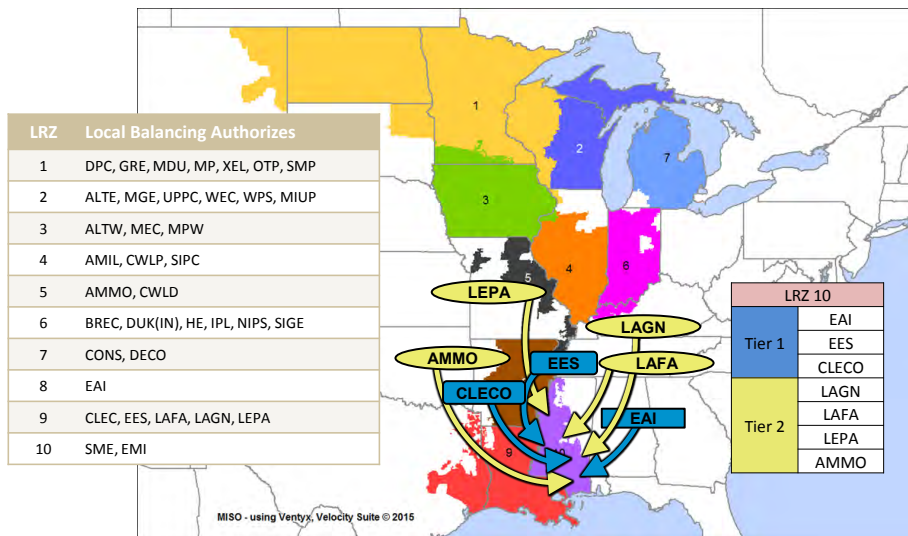 LRZ Local Balancing Authorizes
1 DPC, GRE, MDU, MP, XEL, OTP, SMP
2 ALTE, MGE, UPPC, WEC, WPS, MIUP
3 ALTW, MEC, MPW
4 AMIL, CWLP, SIPC
5 AMMO, CWLD
6 BREC, DUK(IN), HE, IPL, NIPS, SIGE
7 CONS, DECO
8 EAI
9 CLEC, EES, LAFA, LAGN, LEPA
10 SME, EMI
1
2
7
3
4
6
5
LEPA
LAGN
AMMO
EES
LAFA
CLECO
EAI
9
10
LRZ 10
Tier 1
EAI
EES
CLECO
Tier 2
LAGN
LAFA
LEPA
AMMO
MISO - using Ventyx, Velocity Suite © 2015